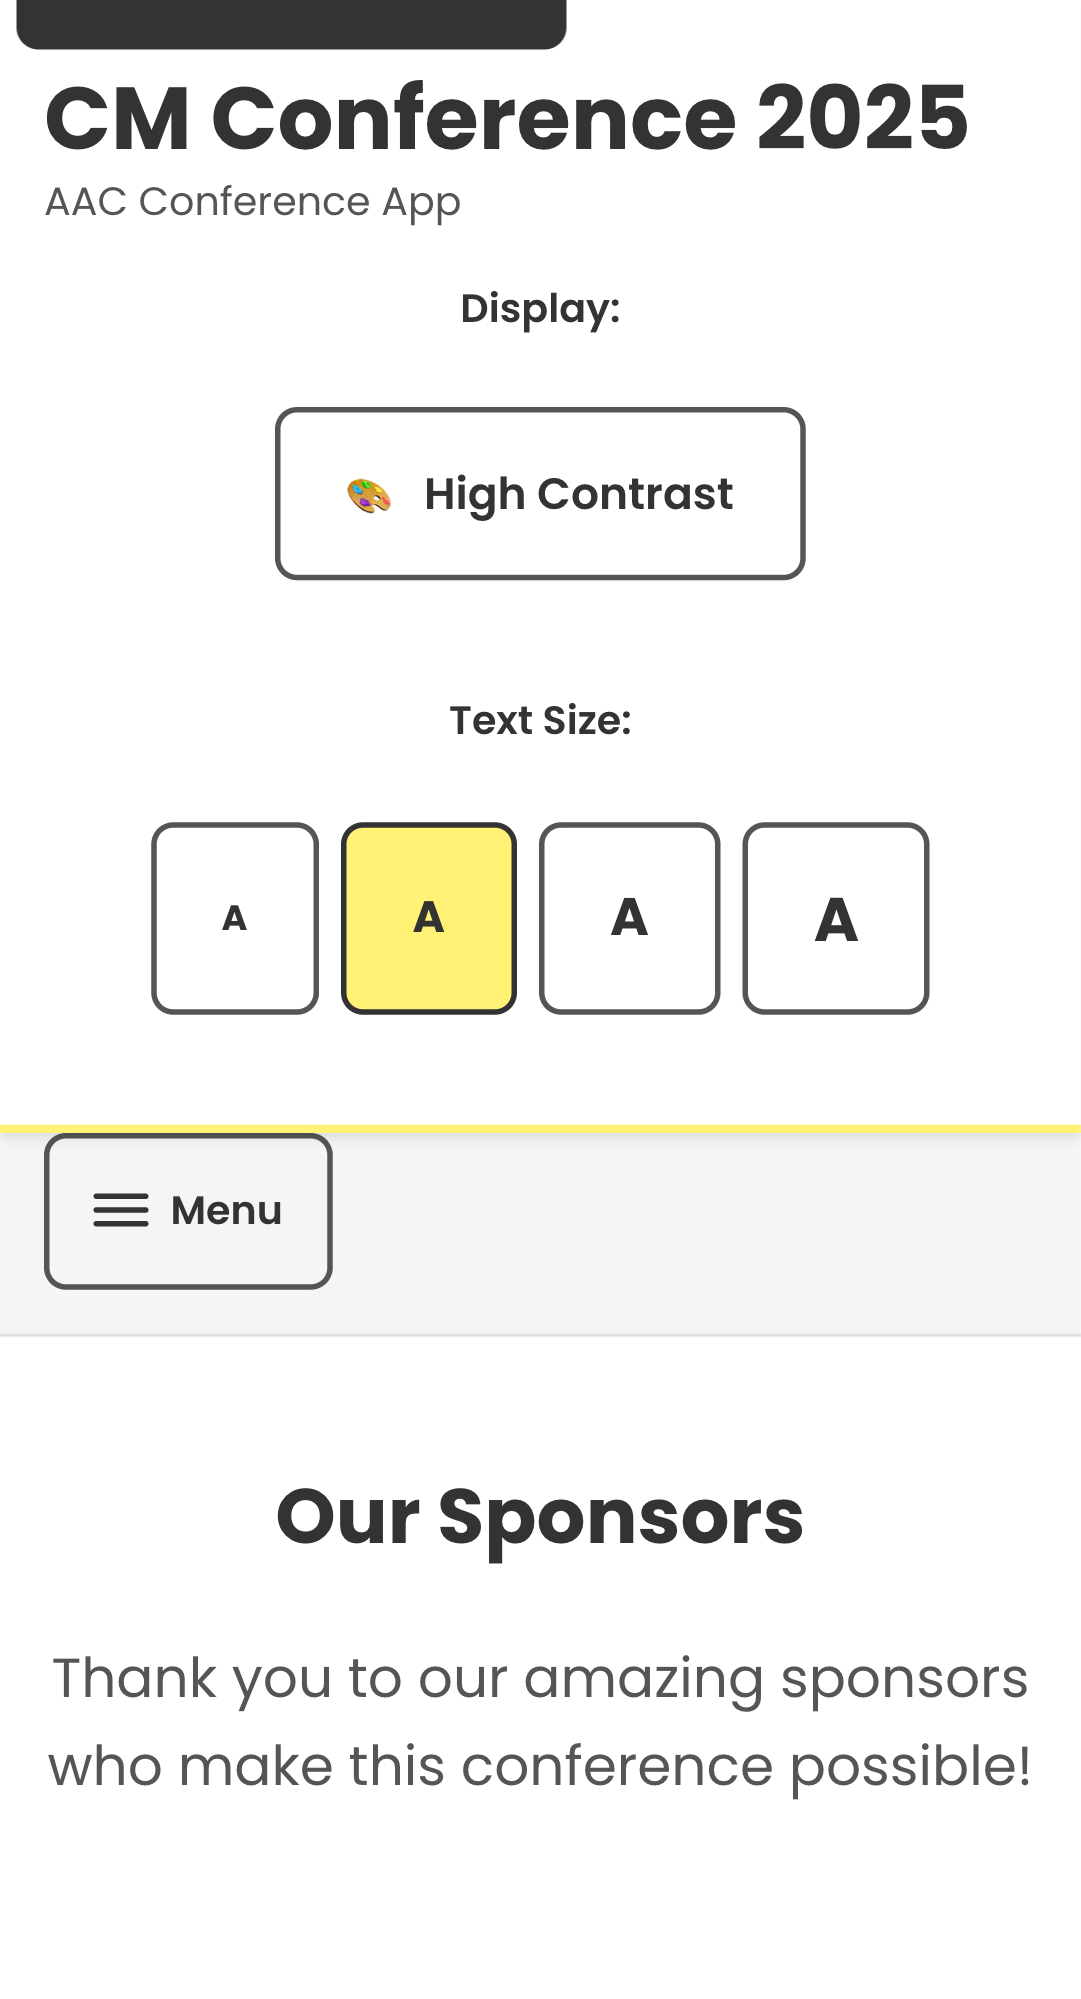 CM Conference 2025
AAC Conference App
Display:
🎨 High Contrast
Text Size:
A A A A
Menu
Our Sponsors
Thank you to our amazing sponsors
who make this conference possible!